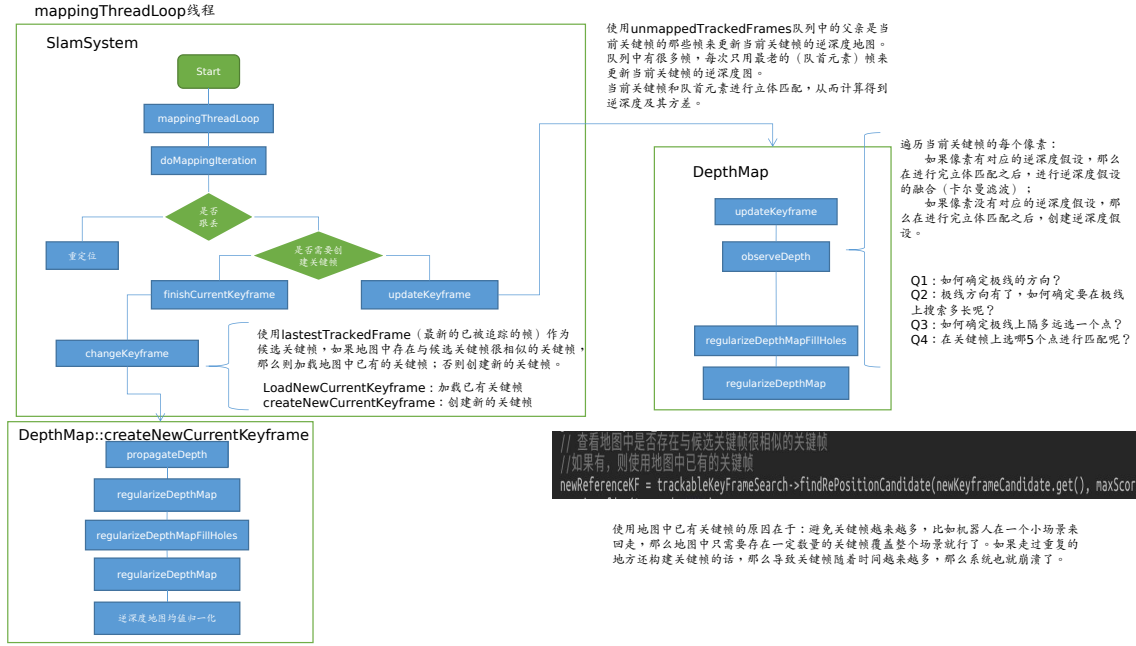 mappingThreadLoop线程
SlamSystem
Start
mappingThreadLoop
doMappingIteration
是否
跟丢
重定位
是否需要创
建关键帧
finishCurrentKeyframe
updateKeyframe
changeKeyframe
使用lastestTrackedFrame（最新的已被追踪的帧）作为
候选关键帧，如果地图中存在与候选关键帧很相似的关键帧，
那么则加载地图中已有的关键帧；否则创建新的关键帧。
LoadNewCurrentKeyframe：加载已有关键帧
createNewCurrentKeyframe：创建新的关键帧
DepthMap::createNewCurrentKeyframe
propagateDepth
regularizeDepthMap
regularizeDepthMapFillHoles
regularizeDepthMap
逆深度地图均值归一化
使用unmappedTrackedFrames队列中的父亲是当
前关键帧的那些帧来更新当前关键帧的逆深度地图。
队列中有很多帧，每次只用最老的（队首元素）帧来
更新当前关键帧的逆深度图。
当前关键帧和队首元素进行立体匹配，从而计算得到
逆深度及其方差。
DepthMap
updateKeyframe
observeDepth
regularizeDepthMapFillHoles
regularizeDepthMap
遍历当前关键帧的每个像素：
如果像素有对应的逆深度假设，那么
在进行完立体匹配之后，进行逆深度假设
的融合（卡尔曼滤波）；
如果像素没有对应的逆深度假设，那
么在进行完立体匹配之后，创建逆深度假
设。
Q1：如何确定极线的方向？
Q2：极线方向有了，如何确定要在极线
上搜索多长呢？
Q3：如何确定极线上隔多远选一个点？
Q4：在关键帧上选哪5个点进行匹配呢？
// 查看地图中是否存在与候选关键帧很相似的关键帧
//如果有，则使用地图中已有的关键帧
newReferenceKF = trackableKeyFrameSearch->findRePositionCandidate(newKeyframeCandidate.get(), maxScor
使用地图中已有关键帧的原因在于：避免关键帧越来越多，比如机器人在一个小场景来
回走，那么地图中只需要存在一定数量的关键帧覆盖整个场景就行了。如果走过重复的
地方还构建关键帧的话，那么导致关键帧随着时间越来越多，那么系统也就崩溃了。